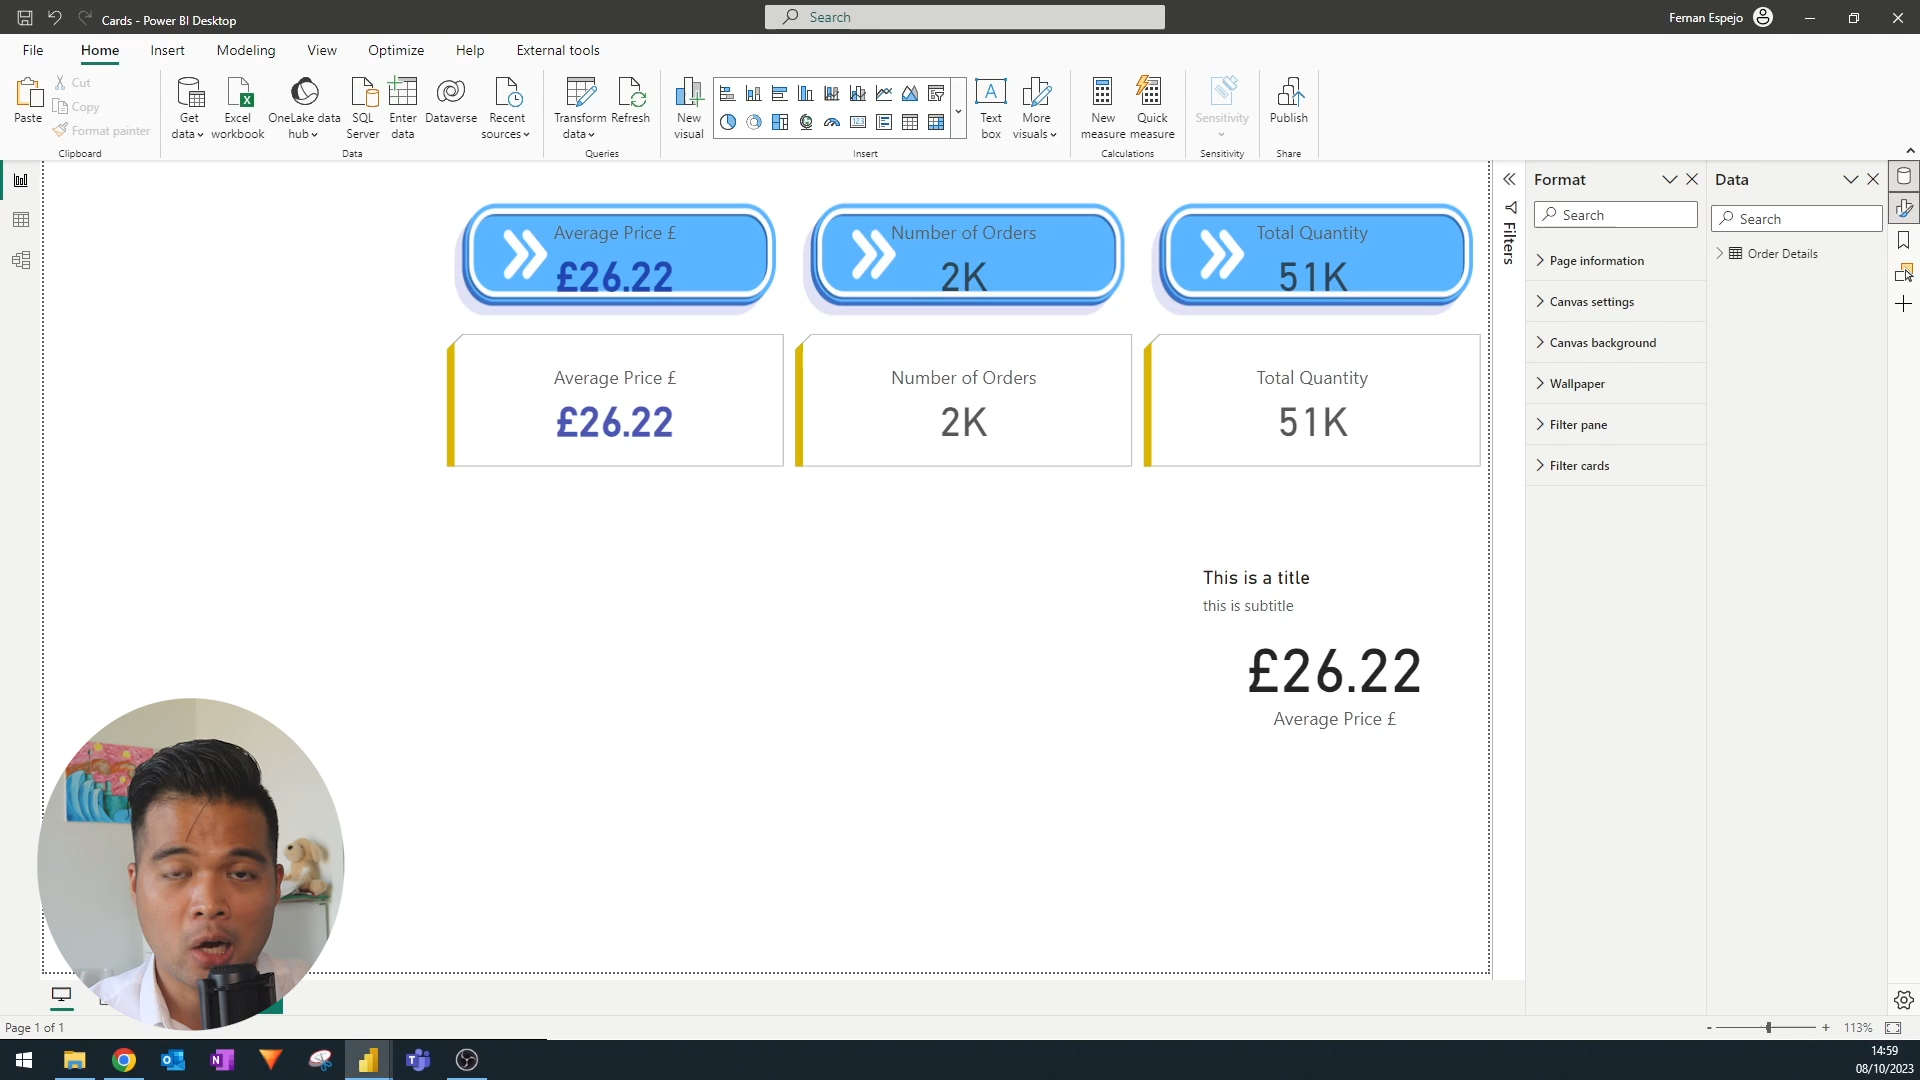 Cards - Power BI Desktop
Search
Fernan Espejo
File Home Insert Modeling View Optimize Help External tools
Paste
Cut
Copy
Format painter
Clipboard
Get data
Excel workbook
OneLake data hub
SQL Server
Enter data
Dataverse
Recent sources
Data
Transform data
Refresh
Queries
New visual
Insert
Text box
More visuals
New measure
Quick measure
Calculations
Sensitivity
Sensitivity
Publish
Share
Average Price £
£26.22
Number of Orders
2K
Total Quantity
51K
Average Price £
£26.22
Number of Orders
2K
Total Quantity
51K
This is a title
this is subtitle
£26.22
Average Price £
Filters
Format
Search
Page information
Canvas settings
Canvas background
Wallpaper
Filter pane
Filter cards
Data
Search
Order Details
Page 1 of 1
- + 113%
14:59
08/10/2023